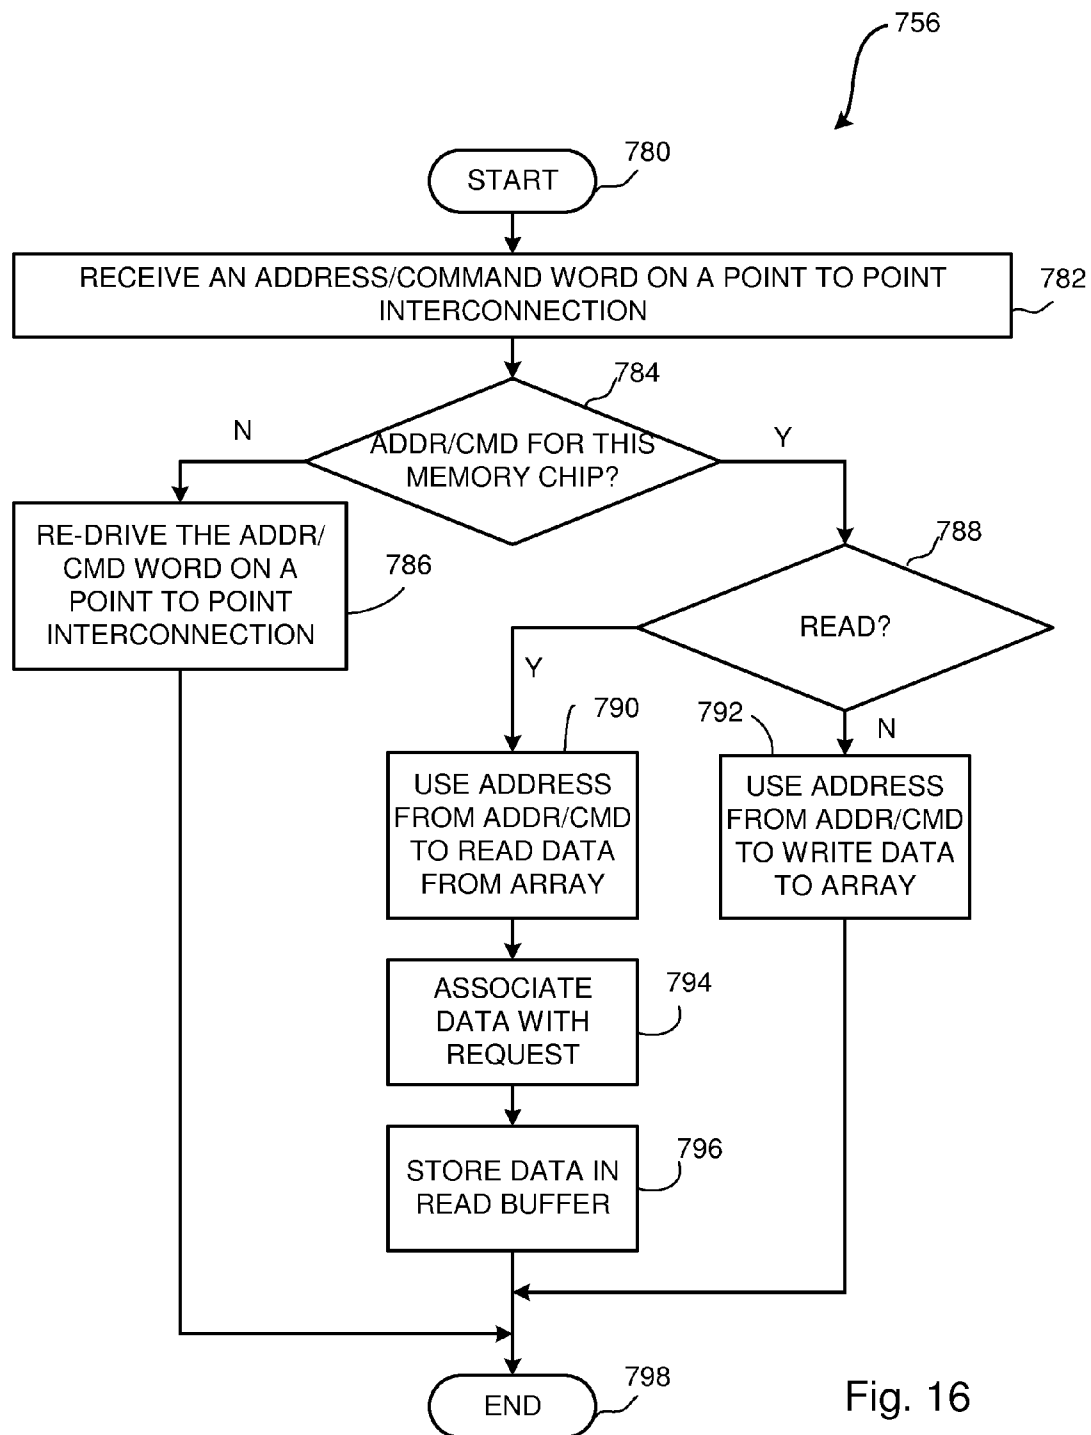 756
START
780
RECEIVE AN ADDRESS/COMMAND WORD ON A POINT TO POINT
INTERCONNECTION
782
784
N
ADDR/CMD FOR THIS
MEMORY CHIP?
Y
RE-DRIVE THE ADDR/
CMD WORD ON A
POINT TO POINT
INTERCONNECTION
786
788
READ?
Y
N
790
792
USE ADDRESS
FROM ADDR/CMD
TO READ DATA
FROM ARRAY
USE ADDRESS
FROM ADDR/CMD
TO WRITE DATA
TO ARRAY
ASSOCIATE
DATA WITH
REQUEST
794
STORE DATA IN
READ BUFFER
796
END
798
Fig. 16